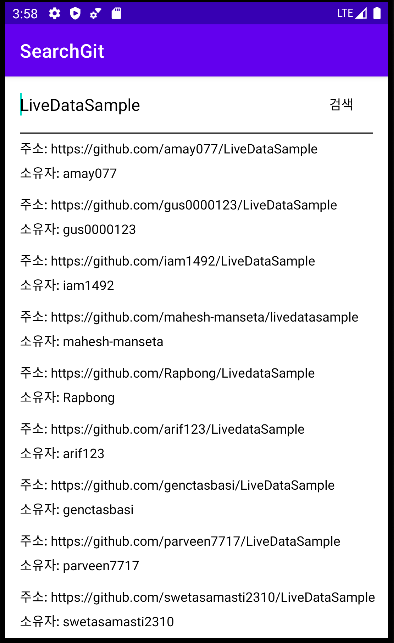 3:58 LTE
SearchGit
LiveDataSample 검색
주소: https://github.com/amay077/LiveDataSample
소유자: amay077
주소: https://github.com/gus0000123/LiveDataSample
소유자: gus0000123
주소: https://github.com/iam1492/LiveDataSample
소유자: iam1492
주소: https://github.com/mahesh-manseta/livedatasample
소유자: mahesh-manseta
주소: https://github.com/Rapbong/LivedataSample
소유자: Rapbong
주소: https://github.com/arif123/LivedataSample
소유자: arif123
주소: https://github.com/genctasbasi/LiveDataSample
소유자: genctasbasi
주소: https://github.com/parveen7717/LiveDataSample
소유자: parveen7717
주소: https://github.com/swetasamasti2310/LiveDataSample
소유자: swetasamasti2310